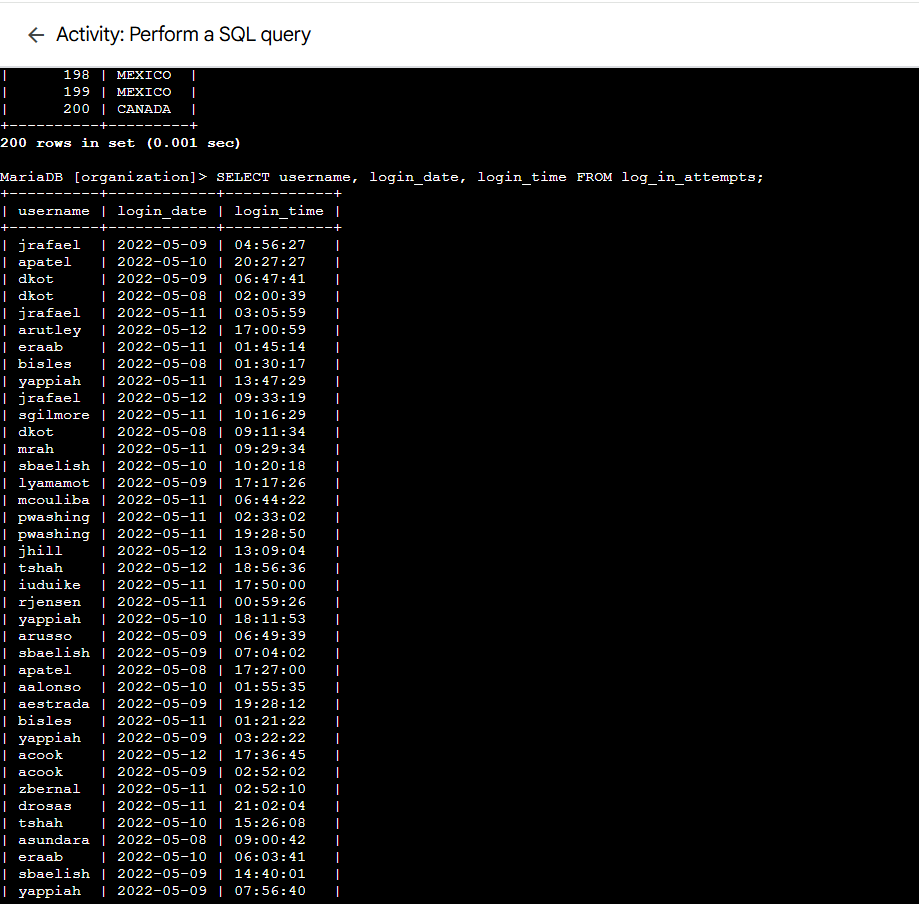 ← Activity: Perform a SQL query
|       198 | MEXICO  |
|       199 | MEXICO  |
|       200 | CANADA  |
+----------+---------+
200 rows in set (0.001 sec)
MariaDB [organization]> SELECT username, login_date, login_time FROM log_in_attempts;
+----------+------------+------------+
| username | login_date | login_time |
+----------+------------+------------+
| jrafael  | 2022-05-09 | 04:56:27   |
| apatel   | 2022-05-10 | 20:27:27   |
| dkot     | 2022-05-09 | 06:47:41   |
| dkot     | 2022-05-08 | 02:00:39   |
| jrafael  | 2022-05-11 | 03:05:59   |
| arutley  | 2022-05-12 | 17:00:59   |
| eraab    | 2022-05-11 | 01:45:14   |
| bisles   | 2022-05-08 | 01:30:17   |
| yappiah  | 2022-05-11 | 13:47:29   |
| jrafael  | 2022-05-12 | 09:33:19   |
| sgilmore | 2022-05-11 | 10:16:29   |
| dkot     | 2022-05-08 | 09:11:34   |
| mrah     | 2022-05-11 | 09:29:34   |
| sbaelish | 2022-05-10 | 10:20:18   |
| lyamamot | 2022-05-09 | 17:17:26   |
| mcouliba | 2022-05-11 | 06:44:22   |
| pwashing | 2022-05-11 | 02:33:02   |
| pwashing | 2022-05-11 | 19:28:50   |
| jhill    | 2022-05-12 | 13:09:04   |
| tshah    | 2022-05-12 | 18:56:36   |
| iuduike  | 2022-05-11 | 17:50:00   |
| rjensen  | 2022-05-11 | 00:59:26   |
| yappiah  | 2022-05-10 | 18:11:53   |
| arusso   | 2022-05-09 | 06:49:39   |
| sbaelish | 2022-05-09 | 07:04:02   |
| apatel   | 2022-05-08 | 17:27:00   |
| aalonso  | 2022-05-10 | 01:55:35   |
| aestrada | 2022-05-09 | 19:28:12   |
| bisles   | 2022-05-11 | 01:21:22   |
| yappiah  | 2022-05-09 | 03:22:22   |
| acook    | 2022-05-12 | 17:36:45   |
| acook    | 2022-05-09 | 02:52:02   |
| zbernal  | 2022-05-11 | 02:52:10   |
| drosas   | 2022-05-11 | 21:02:04   |
| tshah    | 2022-05-10 | 15:26:08   |
| asundara | 2022-05-08 | 09:00:42   |
| eraab    | 2022-05-10 | 06:03:41   |
| sbaelish | 2022-05-09 | 14:40:01   |
| yappiah  | 2022-05-09 | 07:56:40   |